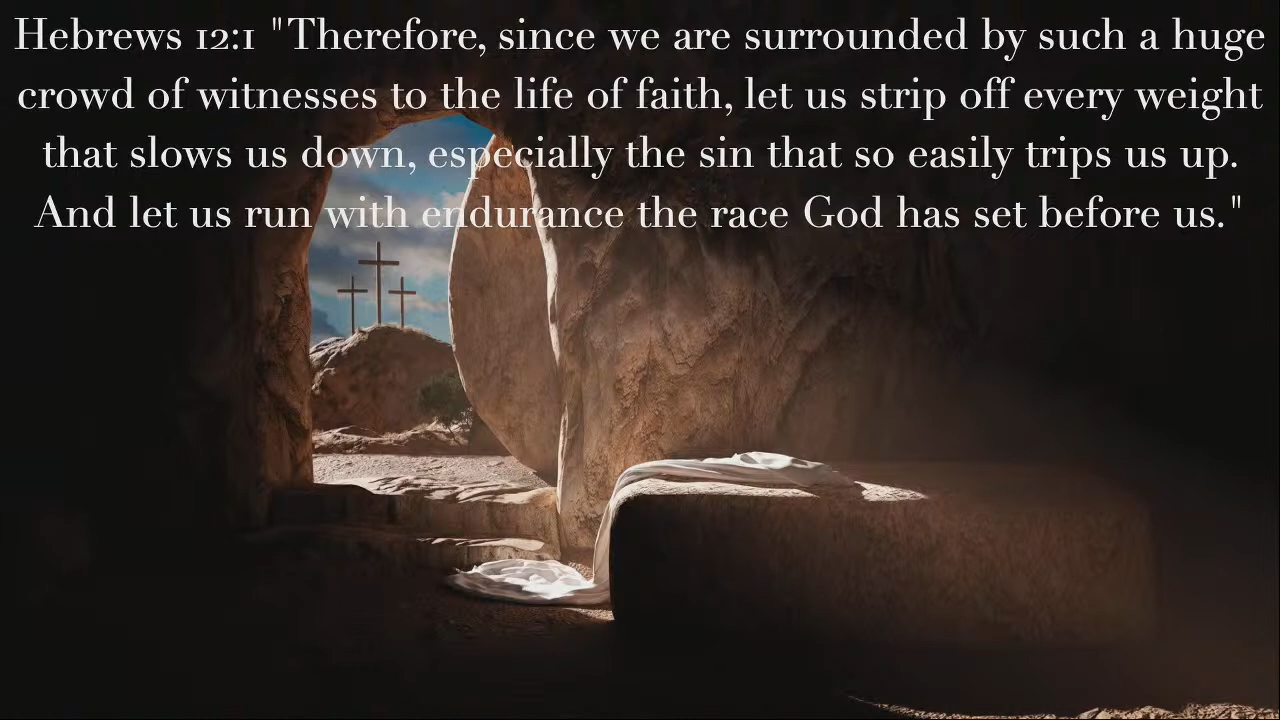 Hebrews 12:1 "Therefore, since we are surrounded by such a huge
crowd of witnesses to the life of faith, let us strip off every weight
that slows us down, especially the sin that so easily trips us up.
And let us run with endurance the race God has set before us."